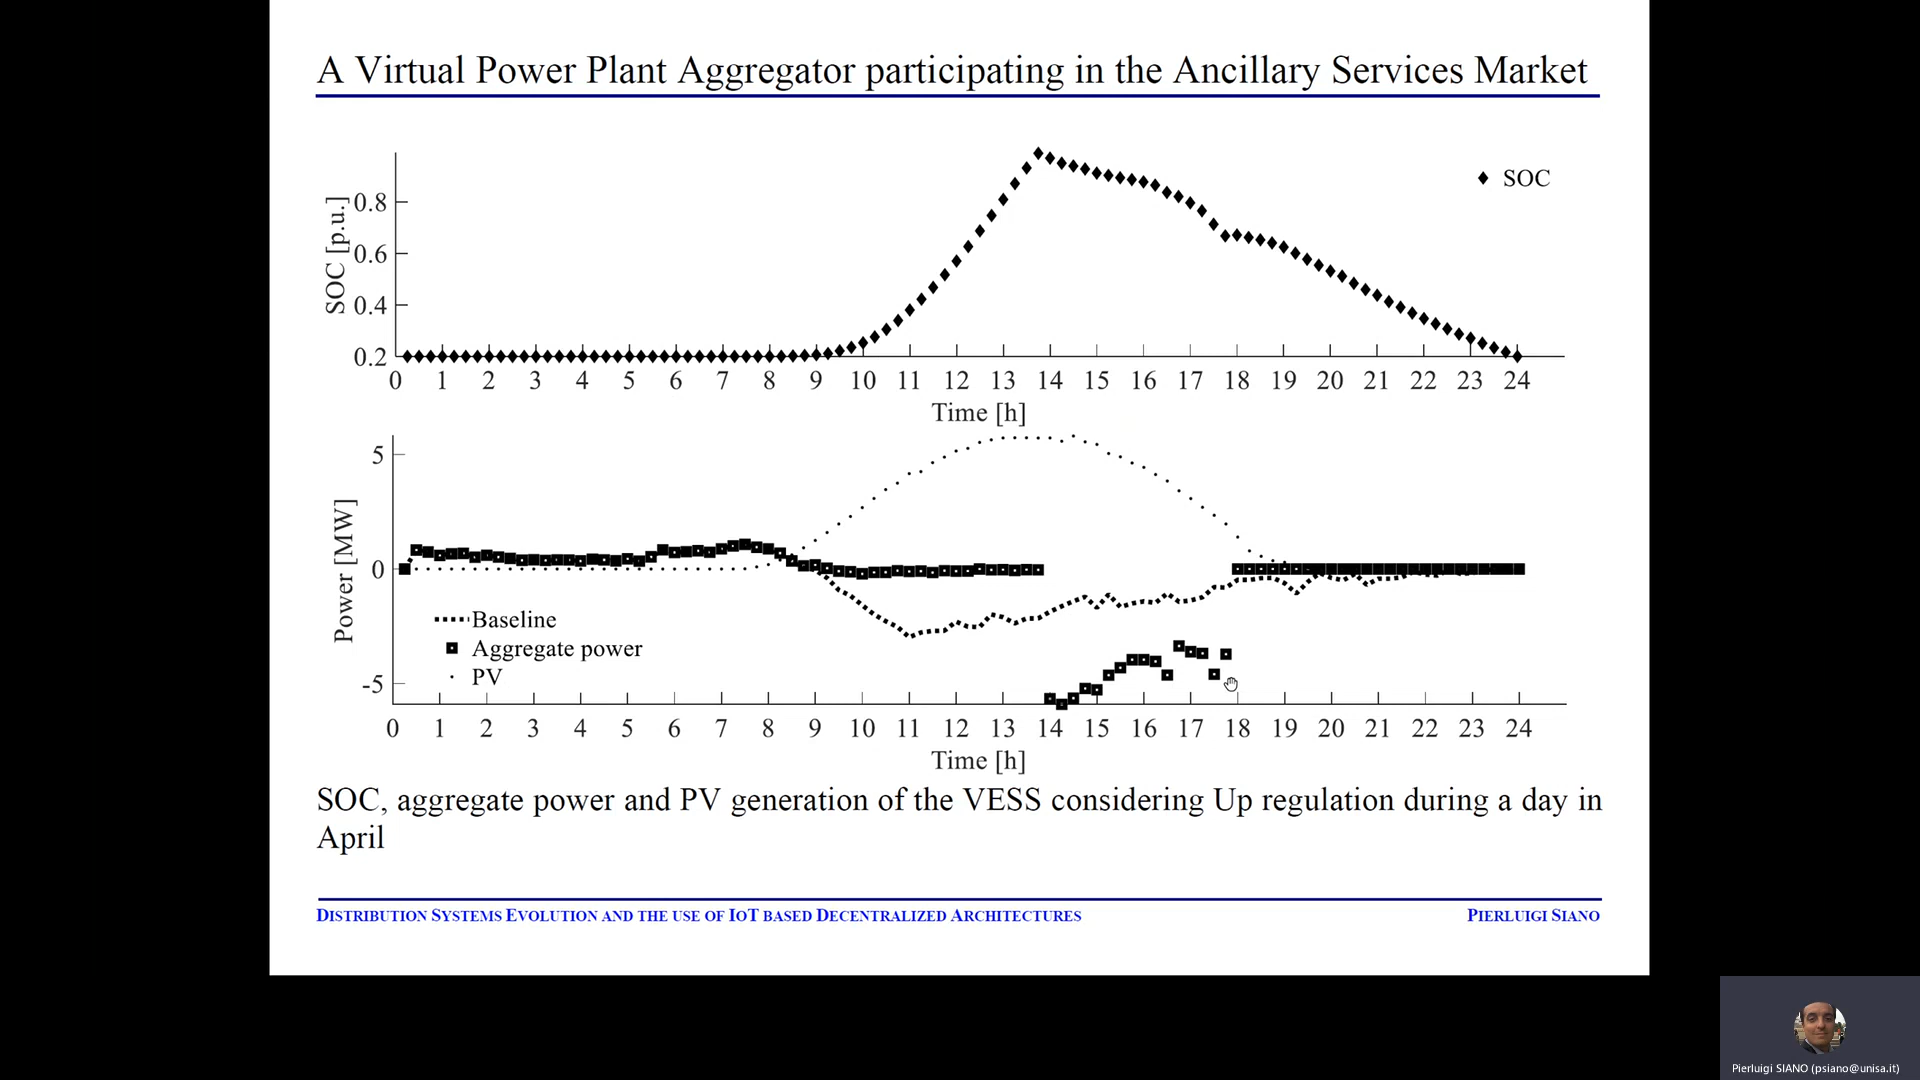 A Virtual Power Plant Aggregator participating in the Ancillary Services Market
SOC
SOC [p.u.]
0.8
0.6
0.4
0.2
0 1 2 3 4 5 6 7 8 9 10 11 12 13 14 15 16 17 18 19 20 21 22 23 24
Time [h]
Power [MW]
5
0
-5
Baseline
Aggregate power
PV
0 1 2 3 4 5 6 7 8 9 10 11 12 13 14 15 16 17 18 19 20 21 22 23 24
Time [h]
SOC, aggregate power and PV generation of the VESS considering Up regulation during a day in
April
DISTRIBUTION SYSTEMS EVOLUTION AND THE USE OF IOT BASED DECENTRALIZED ARCHITECTURES
PIERLUIGI SIANO
Pierluigi SIANO (psiano@unisa.it)